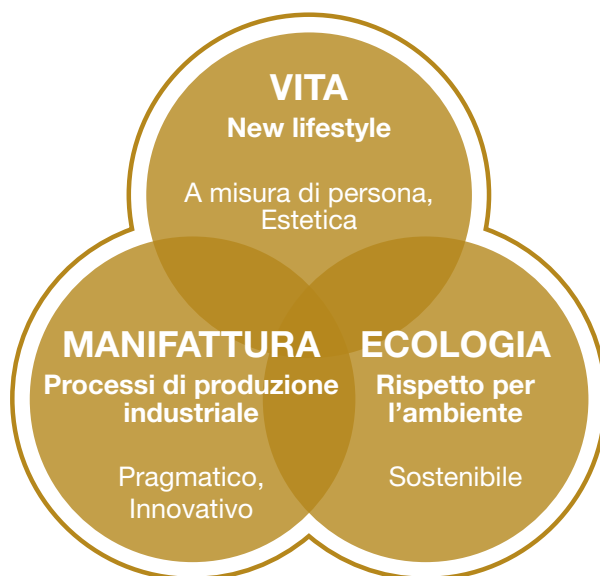 VITA
New lifestyle
A misura di persona,
Estetica
MANIFATTURA
Processi di produzione
industriale
Pragmatico,
Innovativo
ECOLOGIA
Rispetto per
l’ambiente
Sostenibile